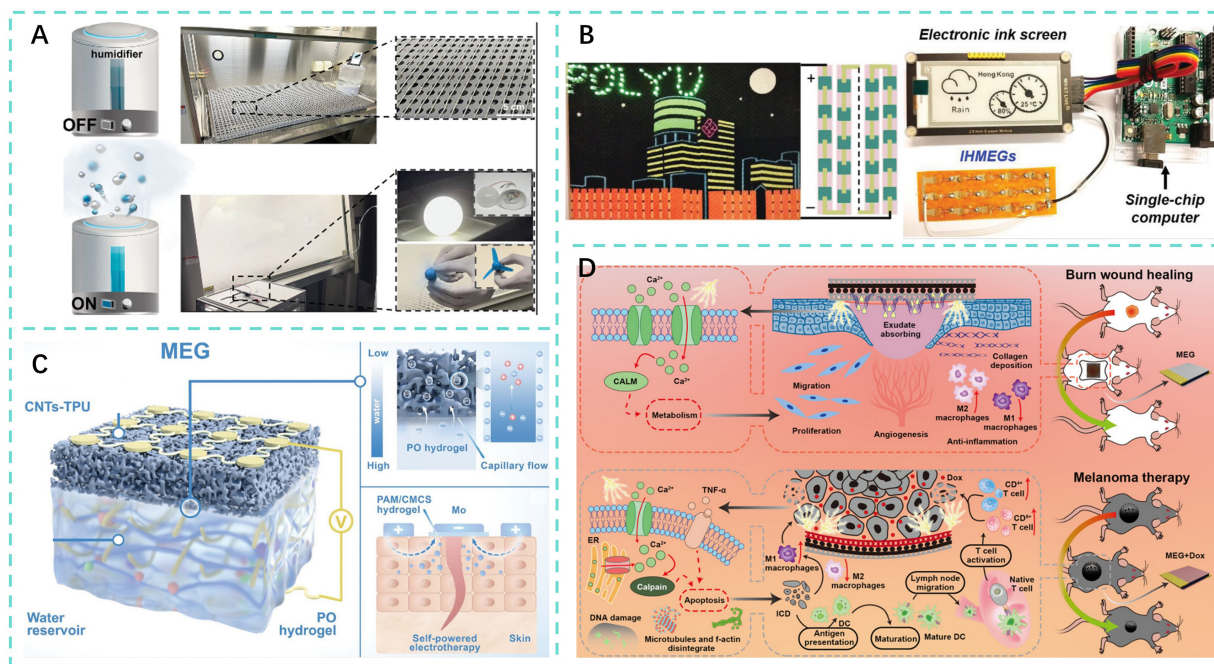 A
humidifier
OFF
5 cm
ON
B
POLYU
+
−
Electronic ink screen
Hong Kong
Rain
80%
25 °C
IHMEGs
Single-chip
computer
C
MEG
CNTs-TPU
V
Water
reservoir
PO
hydrogel
Low
water
High
PO hydrogel
Capillary flow
PAM/CMCS
hydrogel
Mo
+
−
+
Self-powered
electrotherapy
Skin
D
Burn wound healing
Ca²⁺
Ca²⁺
CALM
Metabolism
Exudate
absorbing
Migration
Proliferation
Angiogenesis
Collagen
deposition
M2
macrophages
M1
macrophages
Anti-inflammation
MEG
Melanoma therapy
Ca²⁺
TNF-α
ER
Ca²⁺
Calpain
Apoptosis
DNA damage
Microtubules and f-actin
disintegrate
Dox
M1
macrophages
M2
macrophages
ICD
DC
Antigen
presentation
Maturation
Mature DC
Lymph node
migration
T cell
activation
Native
T cell
T cell
T cell
MEG+Dox